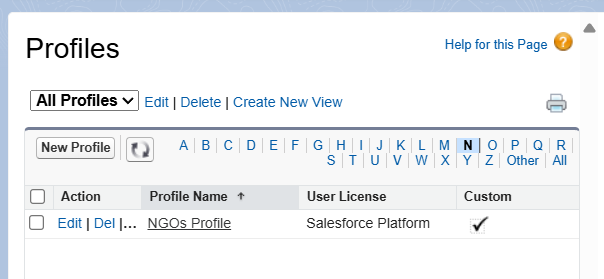 Profiles
Help for this Page ?
All Profiles Edit | Delete | Create New View
New Profile A | B | C | D | E | F | G | H | I | J | K | L | M | N | O | P | Q | R |
S | T | U | V | W | X | Y | Z | Other | All
Action Profile Name ↑ User License Custom
Edit | Del |... NGOs Profile Salesforce Platform ✓